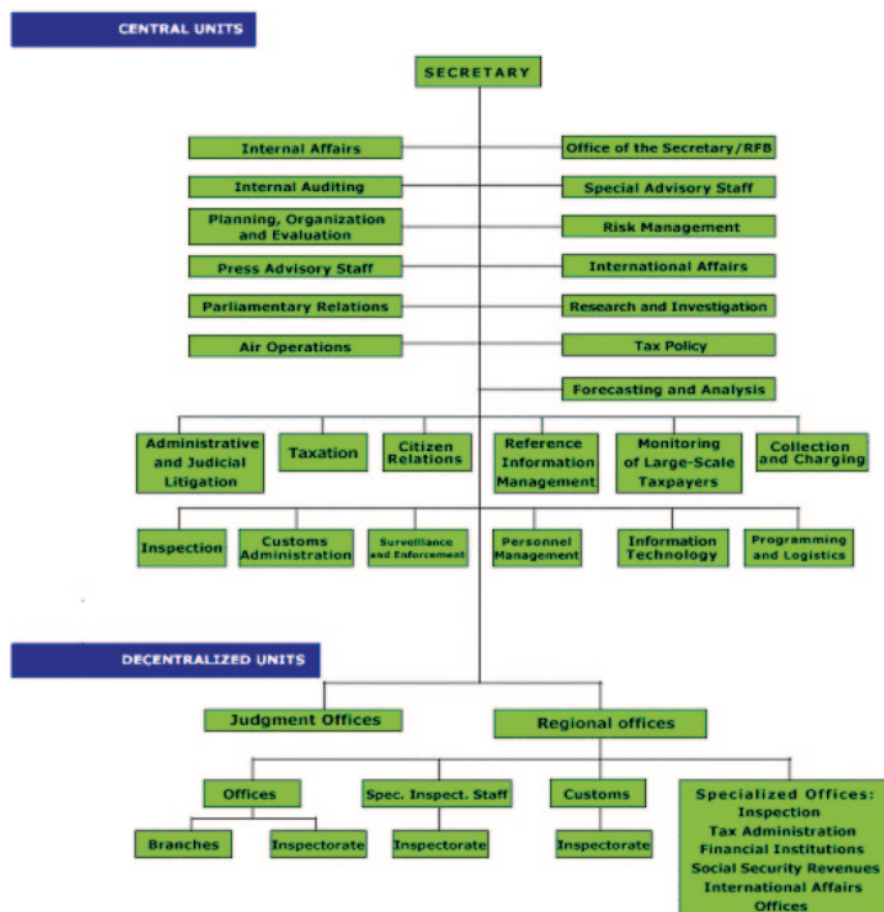 CENTRAL UNITS
SECRETARY
Internal Affairs
Office of the Secretary/RFB
Internal Auditing
Special Advisory Staff
Planning, Organization
and Evaluation
Risk Management
Press Advisory Staff
International Affairs
Parliamentary Relations
Research and Investigation
Air Operations
Tax Policy
Forecasting and Analysis
Administrative
and Judicial
Litigation
Taxation
Citizen
Relations
Reference
Information
Management
Monitoring
of Large-Scale
Taxpayers
Collection
and Charging
Inspection
Customs
Administration
Surveillance
and Enforcement
Personnel
Management
Information
Technology
Programming
and Logistics
DECENTRALIZED UNITS
Judgment Offices
Regional offices
Offices
Spec. Inspect. Staff
Customs
Specialized Offices:
Inspection
Tax Administration
Financial Institutions
Social Security Revenues
International Affairs
Offices
Branches
Inspectorate
Inspectorate
Inspectorate